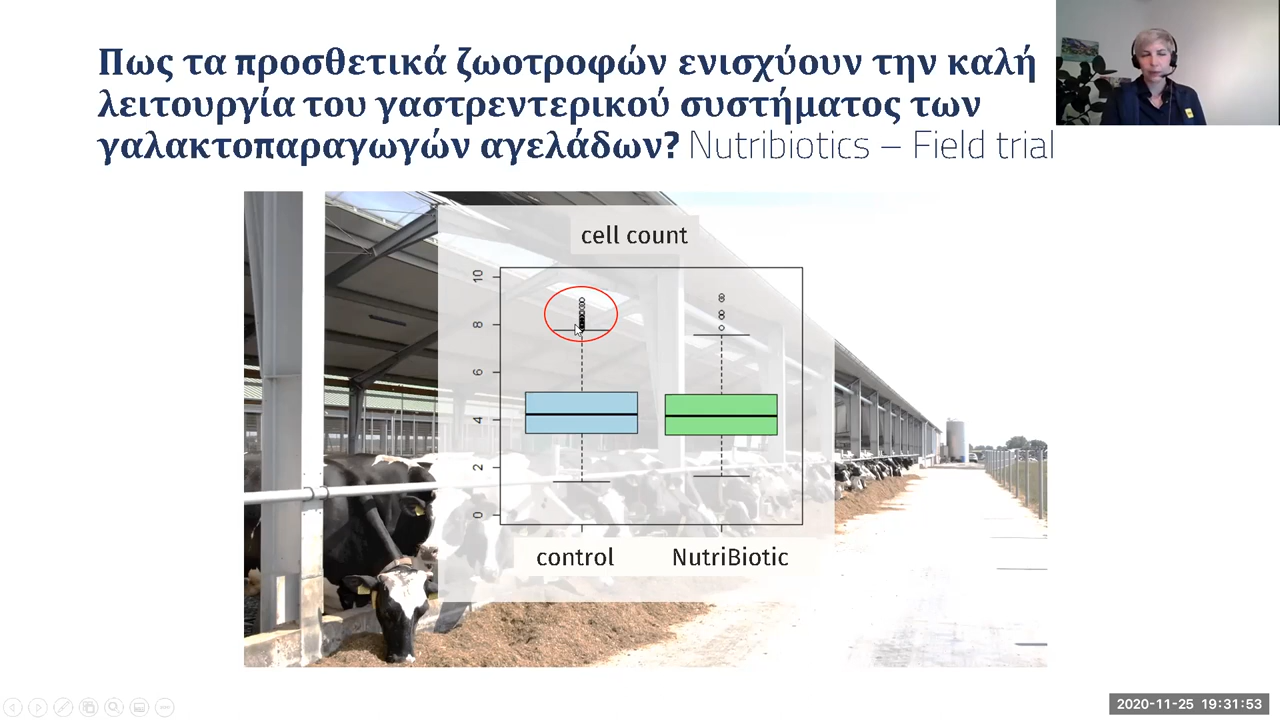 Πως τα προσθετικά ζωοτροφών ενισχύουν την καλή
λειτουργία του γαστρεντερικού συστήματος των
γαλακτοπαραγωγών αγελάδων? Nutribiotics – Field trial
cell count
10
8
6
4
2
0
control NutriBiotic
2020-11-25 19:31:53